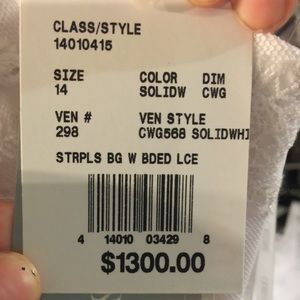 CLASS/STYLE
14010415
SIZE COLOR DIM
14 SOLIDW CWG
VEN # VEN STYLE
298 CWG568 SOLIDWHI
STRPLS BG W BDED LCE
4 14010 03429 8
$1300.00